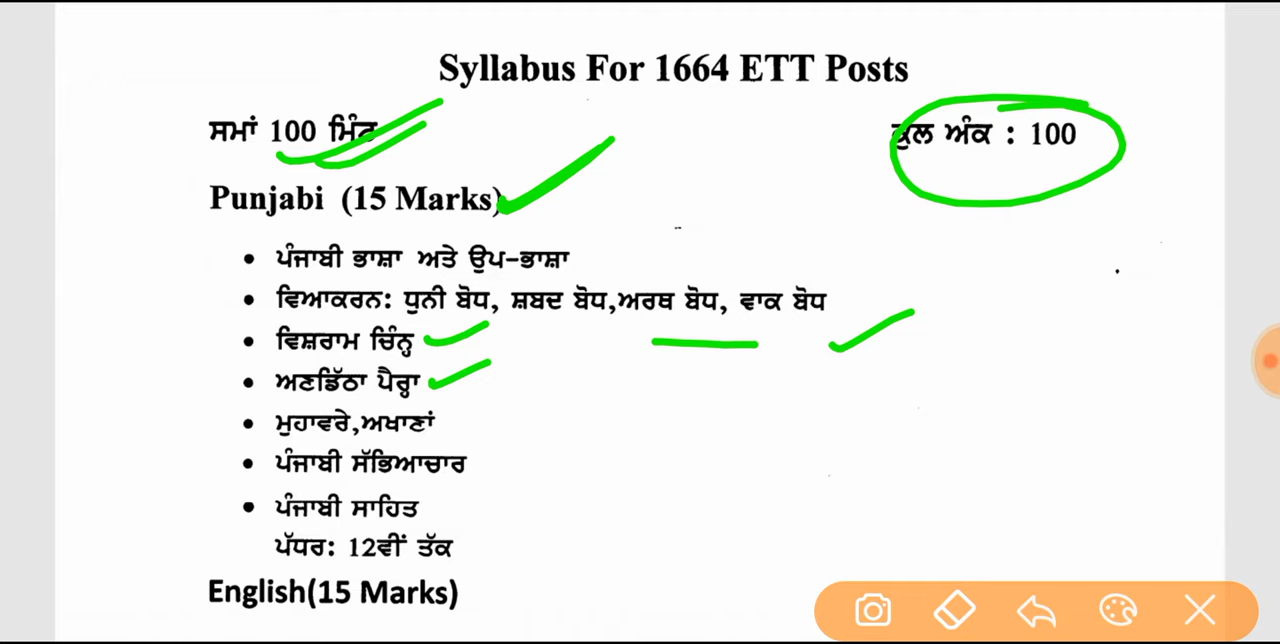 Syllabus For 1664 ETT Posts
ਸਮਾਂ 100 ਮਿੰਟ ਕੁਲ ਅੰਕ : 100
Punjabi (15 Marks)
• ਪੰਜਾਬੀ ਭਾਸ਼ਾ ਅਤੇ ਉਪ-ਭਾਸ਼ਾ
• ਵਿਆਕਰਨ: ਧੁਨੀ ਬੋਧ, ਸ਼ਬਦ ਬੋਧ,ਅਰਥ ਬੋਧ, ਵਾਕ ਬੋਧ
• ਵਿਸ਼ਰਾਮ ਚਿੰਨ੍ਹ
• ਅਣਡਿੱਠਾ ਪੈਰ੍ਹਾ
• ਮੁਹਾਵਰੇ,ਅਖਾਣਾਂ
• ਪੰਜਾਬੀ ਸੱਭਿਆਚਾਰ
• ਪੰਜਾਬੀ ਸਾਹਿਤ
ਪੱਧਰ: 12ਵੀਂ ਤੱਕ
English(15 Marks)